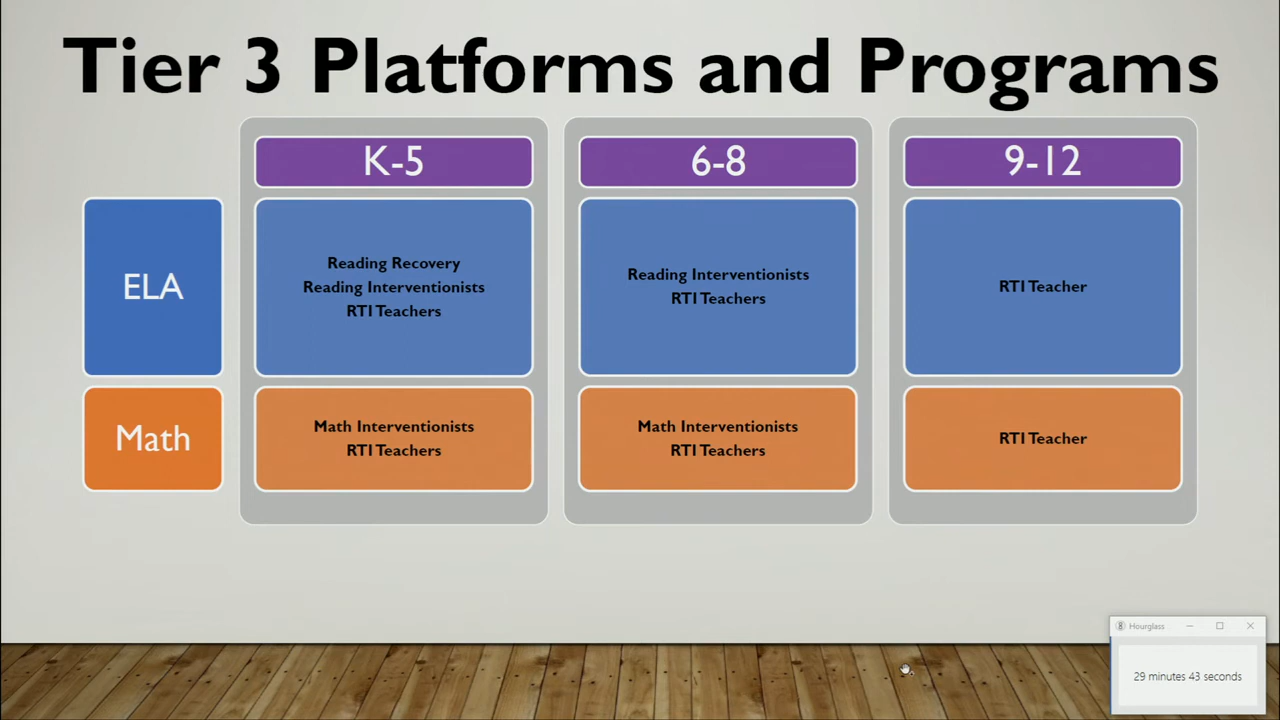 Tier 3 Platforms and Programs
K-5
6-8
9-12
ELA
Reading Recovery
Reading Interventionists
RTI Teachers
Reading Interventionists
RTI Teachers
RTI Teacher
Math
Math Interventionists
RTI Teachers
Math Interventionists
RTI Teachers
RTI Teacher
Hourglass
29 minutes 43 seconds